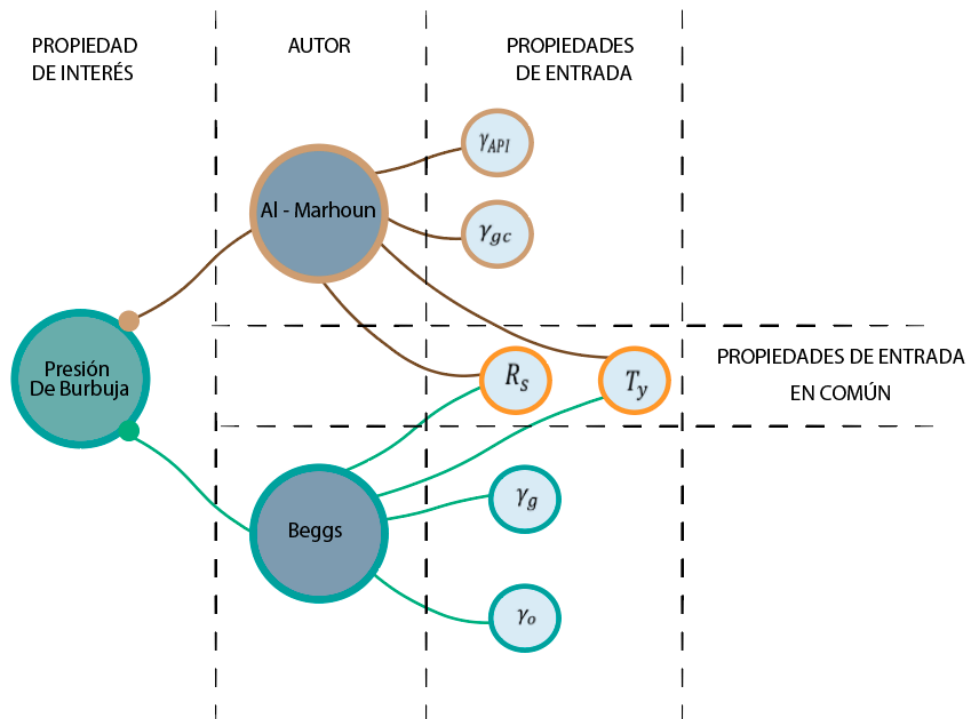 PROPIEDAD
DE INTERÉS
AUTOR
PROPIEDADES
DE ENTRADA
γAPI
Al - Marhoun
γgc
Presión
De Burbuja
Rs
Ty
PROPIEDADES DE ENTRADA
EN COMÚN
γg
Beggs
γo